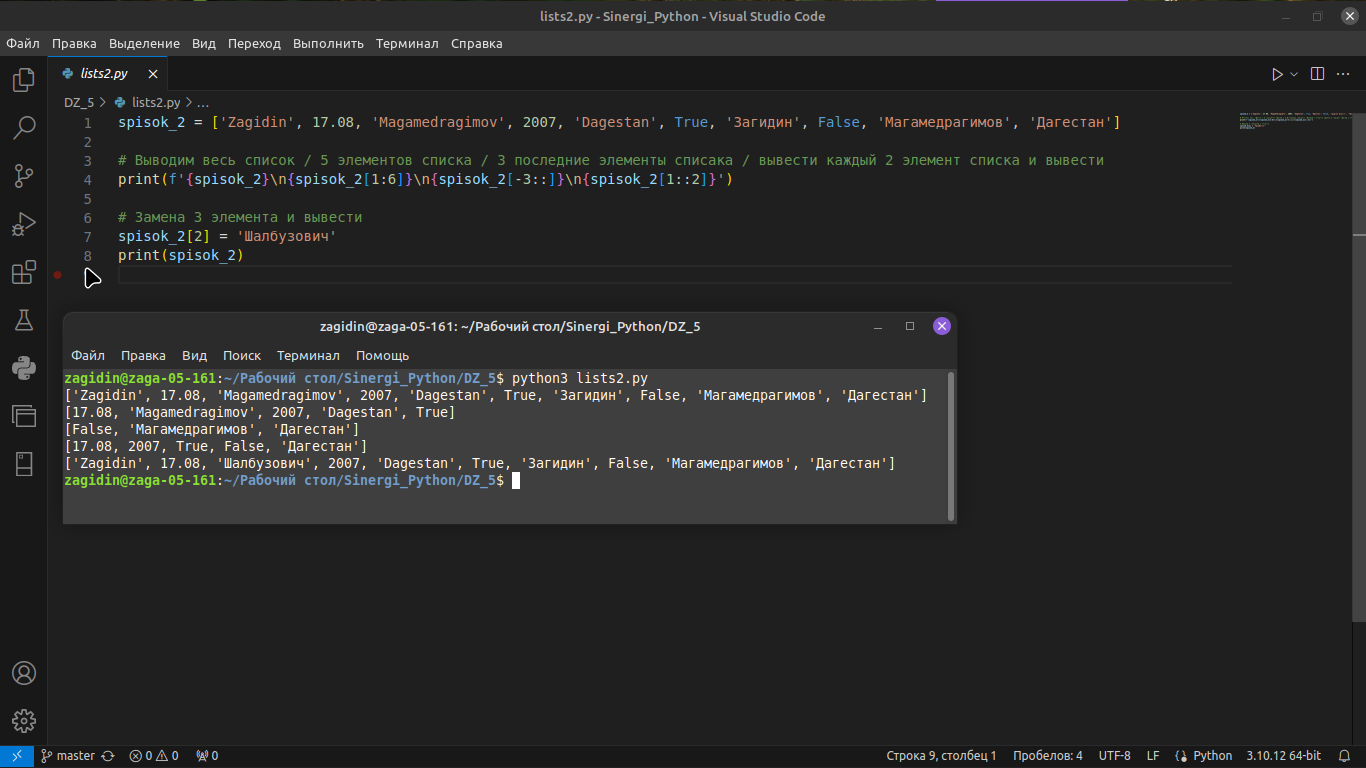 lists2.py - Sinergi_Python - Visual Studio Code
Файл Правка Выделение Вид Переход Выполнить Терминал Справка
lists2.py
DZ_5 > lists2.py > ...
1 spisok_2 = ['Zagidin', 17.08, 'Magamedragimov', 2007, 'Dagestan', True, 'Загидин', False, 'Магамедрагимов', 'Дагестан']
2
3 # Выводим весь список / 5 элементов списка / 3 последние элементы списака / вывести каждый 2 элемент списка и вывести
4 print(f'{spisok_2}\n{spisok_2[1:6]}\n{spisok_2[-3::]}\n{spisok_2[1::2]}')
5
6 # Замена 3 элемента и вывести
7 spisok_2[2] = 'Шалбузович'
8 print(spisok_2)
zagidin@zaga-05-161: ~/Рабочий стол/Sinergi_Python/DZ_5
Файл Правка Вид Поиск Терминал Помощь
zagidin@zaga-05-161:~/Рабочий стол/Sinergi_Python/DZ_5$ python3 lists2.py
['Zagidin', 17.08, 'Magamedragimov', 2007, 'Dagestan', True, 'Загидин', False, 'Магамедрагимов', 'Дагестан']
[17.08, 'Magamedragimov', 2007, 'Dagestan', True]
[False, 'Магамедрагимов', 'Дагестан']
[17.08, 2007, True, False, 'Дагестан']
['Zagidin', 17.08, 'Шалбузович', 2007, 'Dagestan', True, 'Загидин', False, 'Магамедрагимов', 'Дагестан']
zagidin@zaga-05-161:~/Рабочий стол/Sinergi_Python/DZ_5$
master 0 0 0 Строка 9, столбец 1 Пробелов: 4 UTF-8 LF Python 3.10.12 64-bit